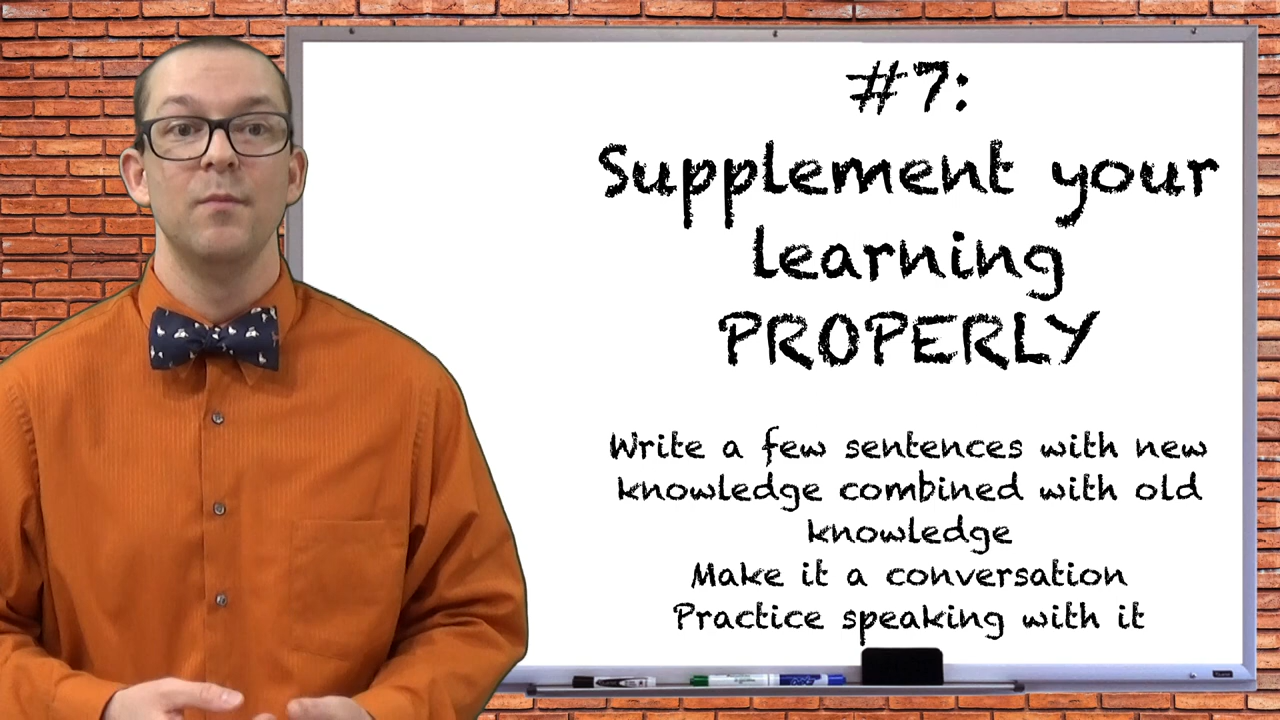 #7:
Supplement your
learning
PROPERLY
Write a few sentences with new
knowledge combined with old
knowledge
Make it a conversation
Practice speaking with it